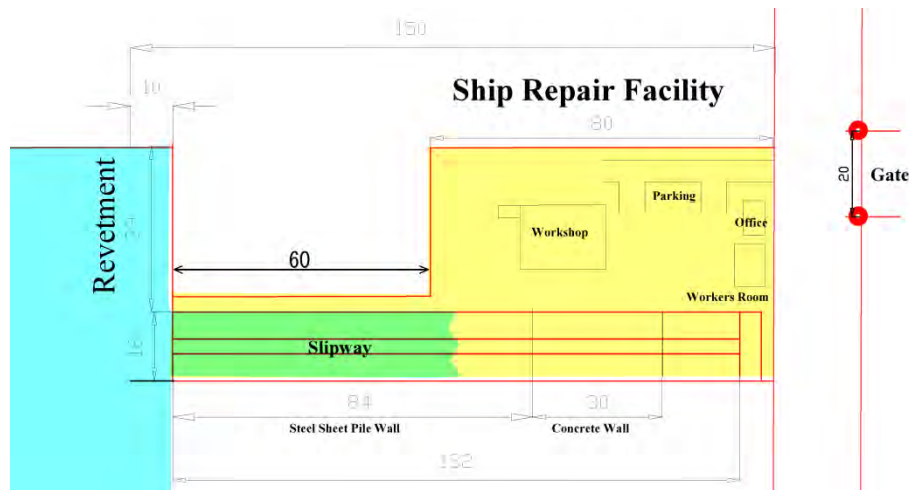 150
10
Ship Repair Facility
80
Revetment
20
Gate
Parking
Office
Workshop
60
Workers Room
16
Slipway
84
30
Steel Sheet Pile Wall
Concrete Wall
132